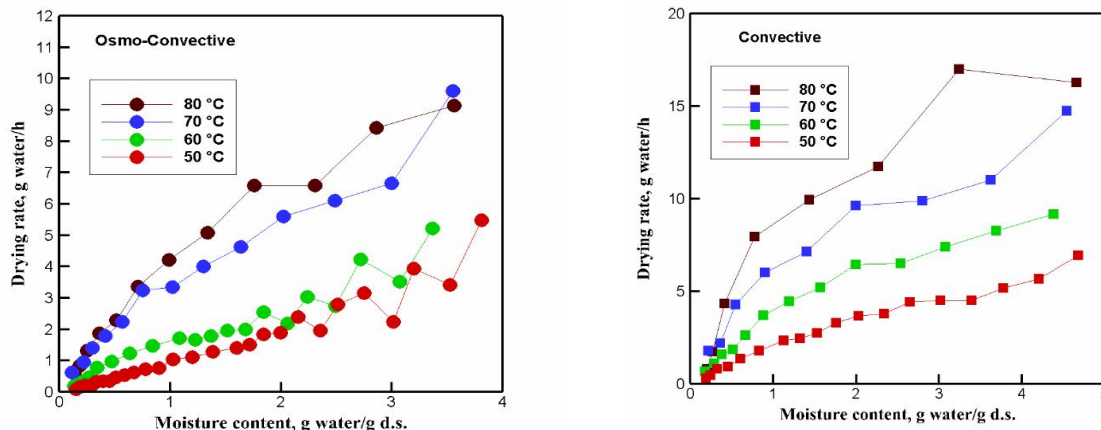 Osmo-Convective
80 °C
70 °C
60 °C
50 °C
Drying rate, g water/h
12
11
10
9
8
7
6
5
4
3
2
1
0
0
1
2
3
4
Moisture content, g water/g d.s.
Convective
80 °C
70 °C
60 °C
50 °C
Drying rate, g water/h
20
15
10
5
0
0
1
2
3
4
5
Moisture content, g water/g d.s.